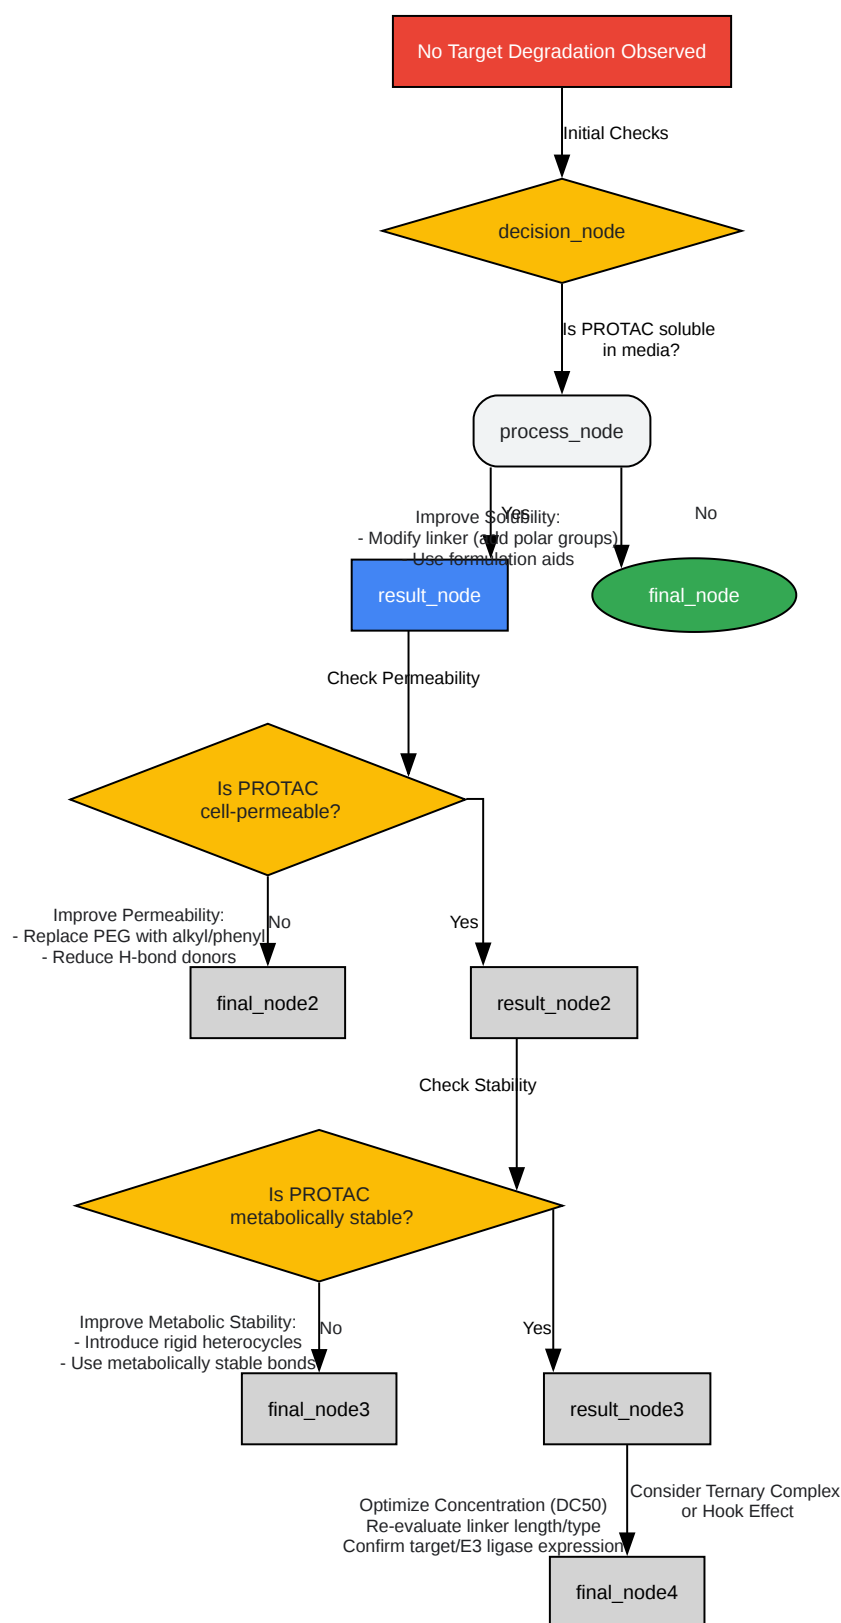 No Target Degradation Observed
Initial Checks
decision_node
Is PROTAC soluble
in media?
process_node
Yes
No
Improve Solubility:
- Modify linker (add polar groups)
- Use formulation aids
result_node
final_node
Check Permeability
Is PROTAC
cell-permeable?
Improve Permeability:
- Replace PEG with alkyl/phenyl
- Reduce H-bond donors
No
Yes
final_node2
result_node2
Check Stability
Is PROTAC
metabolically stable?
Improve Metabolic Stability:
- Introduce rigid heterocycles
- Use metabolically stable bonds
No
Yes
final_node3
result_node3
Consider Ternary Complex
or Hook Effect
Optimize Concentration (DC50)
Re-evaluate linker length/type
Confirm target/E3 ligase expression
final_node4